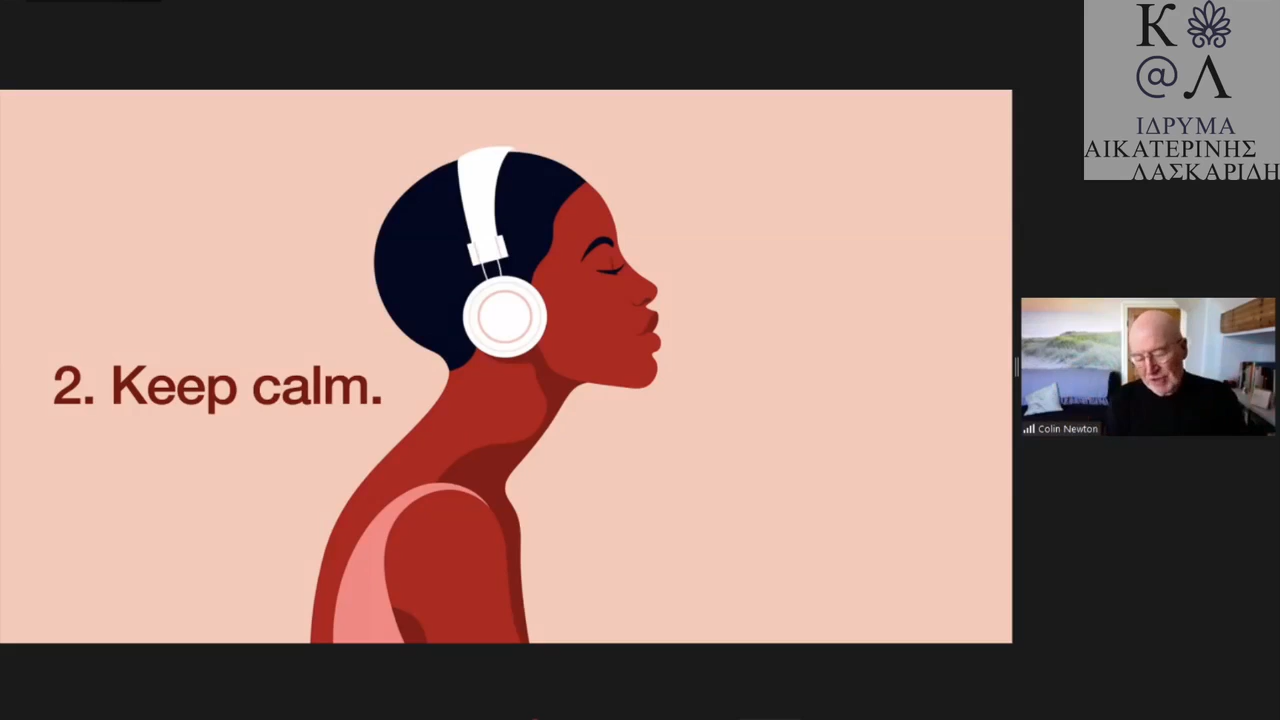 Κ
@Λ
ΙΔΡΥΜΑ
ΑΙΚΑΤΕΡΙΝΗΣ
ΛΑΣΚΑΡΙΔΗ
2. Keep calm.
Colin Newton